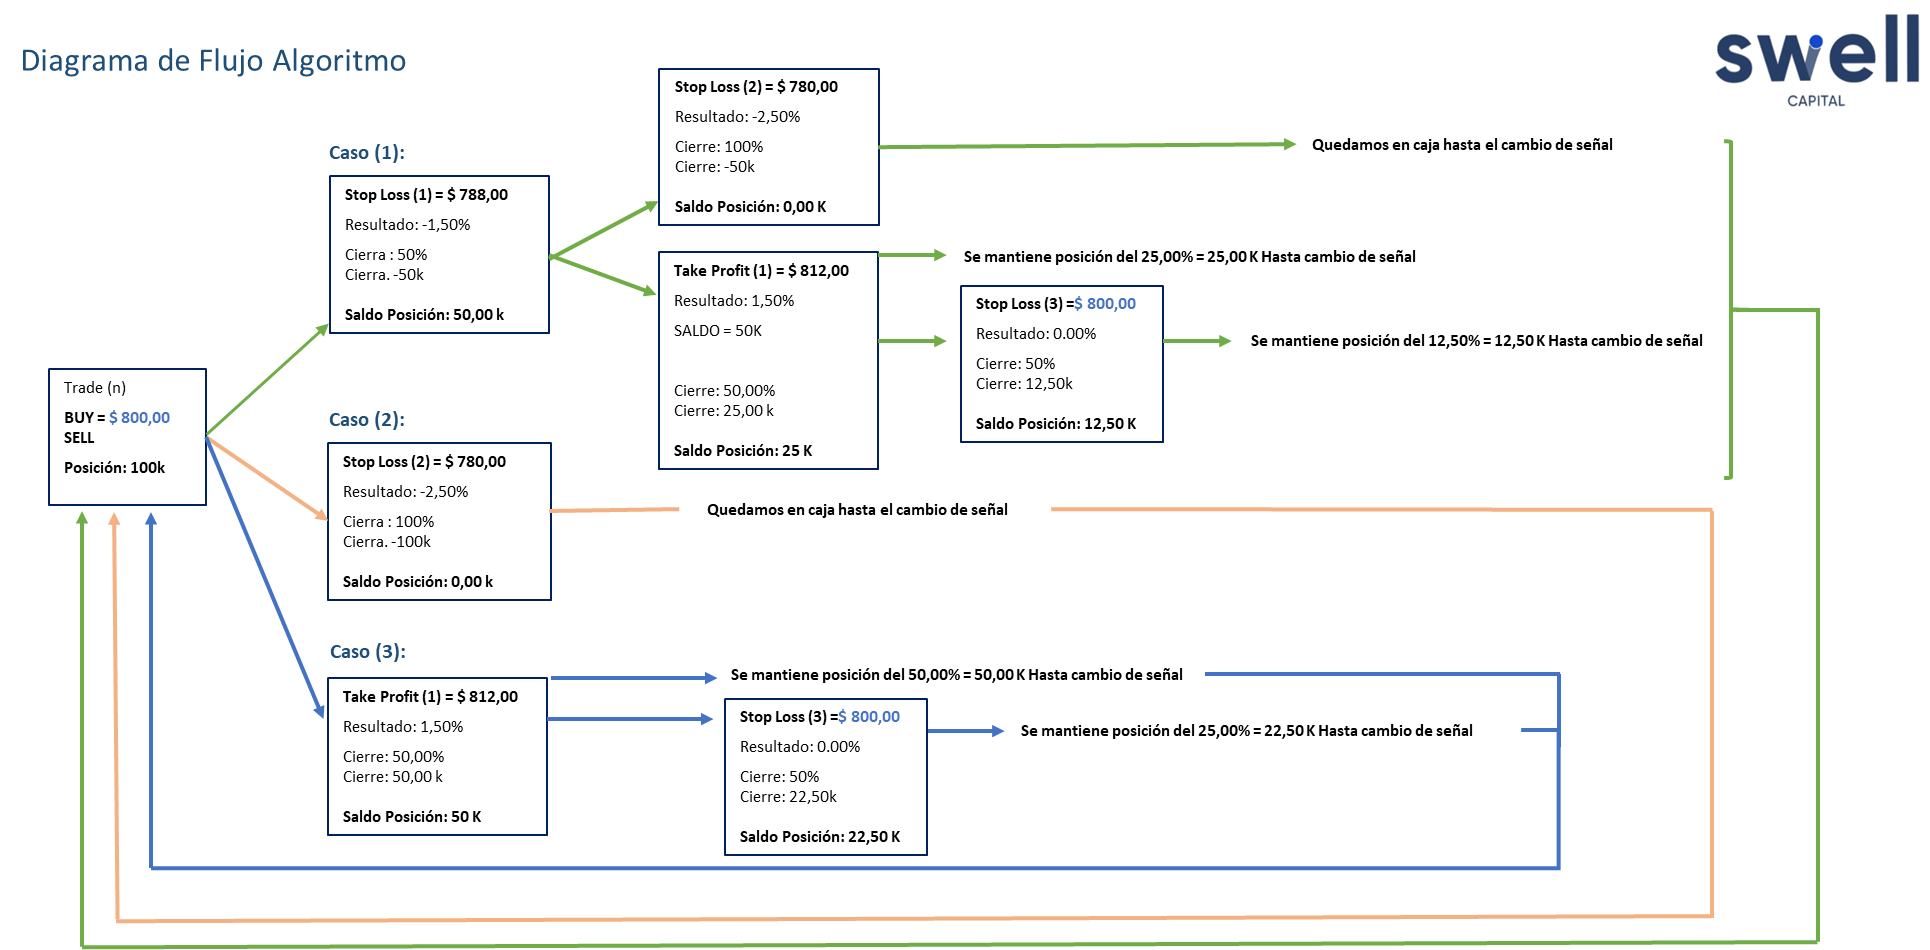 Diagrama de Flujo Algoritmo
swell
CAPITAL
Trade (n)
BUY = $ 800,00
SELL
Posición: 100k
Caso (1):
Stop Loss (1) = $ 788,00
Resultado: -1,50%
Cierra : 50%
Cierra. -50k
Saldo Posición: 50,00 k
Stop Loss (2) = $ 780,00
Resultado: -2,50%
Cierre: 100%
Cierre: -50k
Saldo Posición: 0,00 K
Quedamos en caja hasta el cambio de señal
Take Profit (1) = $ 812,00
Resultado: 1,50%
SALDO = 50K
Cierre: 50,00%
Cierre: 25,00 k
Saldo Posición: 25 K
Se mantiene posición del 25,00% = 25,00 K Hasta cambio de señal
Stop Loss (3) =$ 800,00
Resultado: 0.00%
Cierre: 50%
Cierre: 12,50k
Saldo Posición: 12,50 K
Se mantiene posición del 12,50% = 12,50 K Hasta cambio de señal
Caso (2):
Stop Loss (2) = $ 780,00
Resultado: -2,50%
Cierra : 100%
Cierra. -100k
Saldo Posición: 0,00 k
Quedamos en caja hasta el cambio de señal
Caso (3):
Take Profit (1) = $ 812,00
Resultado: 1,50%
Cierre: 50,00%
Cierre: 50,00 k
Saldo Posición: 50 K
Se mantiene posición del 50,00% = 50,00 K Hasta cambio de señal
Stop Loss (3) =$ 800,00
Resultado: 0.00%
Cierre: 50%
Cierre: 22,50k
Saldo Posición: 22,50 K
Se mantiene posición del 25,00% = 22,50 K Hasta cambio de señal